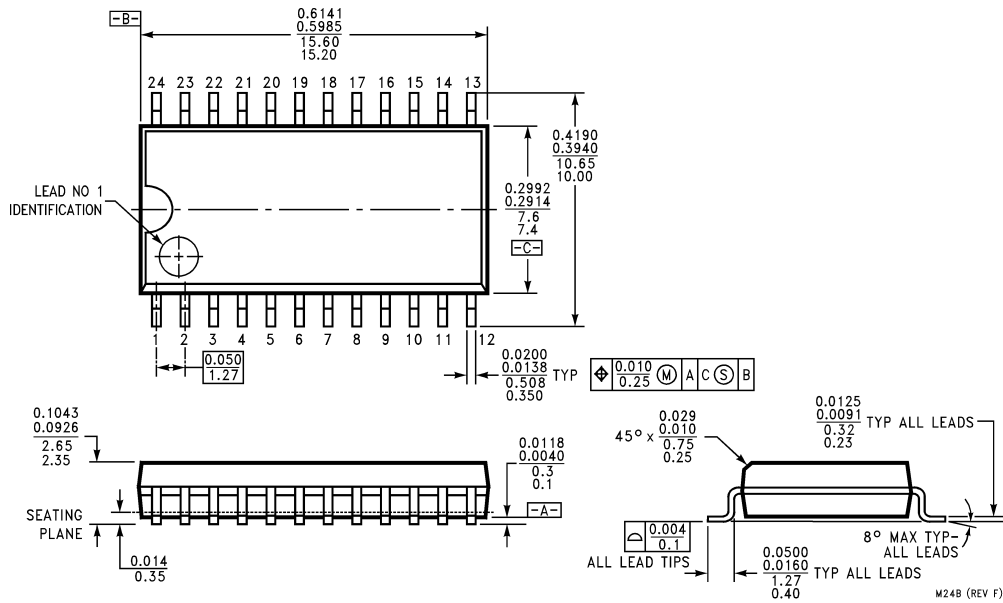 -B-
0.6141
0.5985
15.60
15.20
24 23 22 21 20 19 18 17 16 15 14 13
LEAD NO 1
IDENTIFICATION
0.4190
0.3940
10.65
10.00
0.2992
0.2914
7.6
7.4
-C-
1 2 3 4 5 6 7 8 9 10 11 12
0.050
1.27
0.0200
0.0138
0.508
0.350
TYP
0.010
0.25
M A C S B
0.1043
0.0926
2.65
2.35
0.0118
0.0040
0.3
0.1
-A-
SEATING
PLANE
0.014
0.35
45° x
0.029
0.010
0.75
0.25
0.0125
0.0091
0.32
0.23
TYP ALL LEADS
0.004
0.1
ALL LEAD TIPS
8° MAX TYP-
ALL LEADS
0.0500
0.0160
1.27
0.40
TYP ALL LEADS
M24B (REV F)